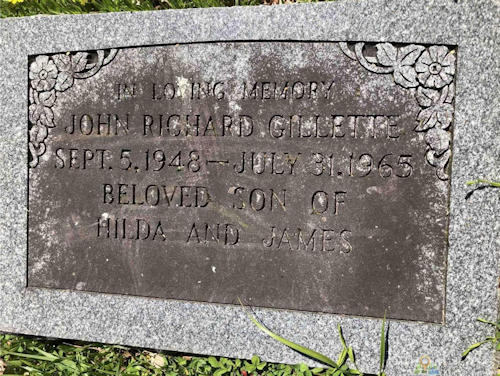 IN LOVING MEMORY
JOHN RICHARD GILLETTE
SEPT. 5, 1948 — JULY 31, 1965
BELOVED SON OF
HILDA AND JAMES